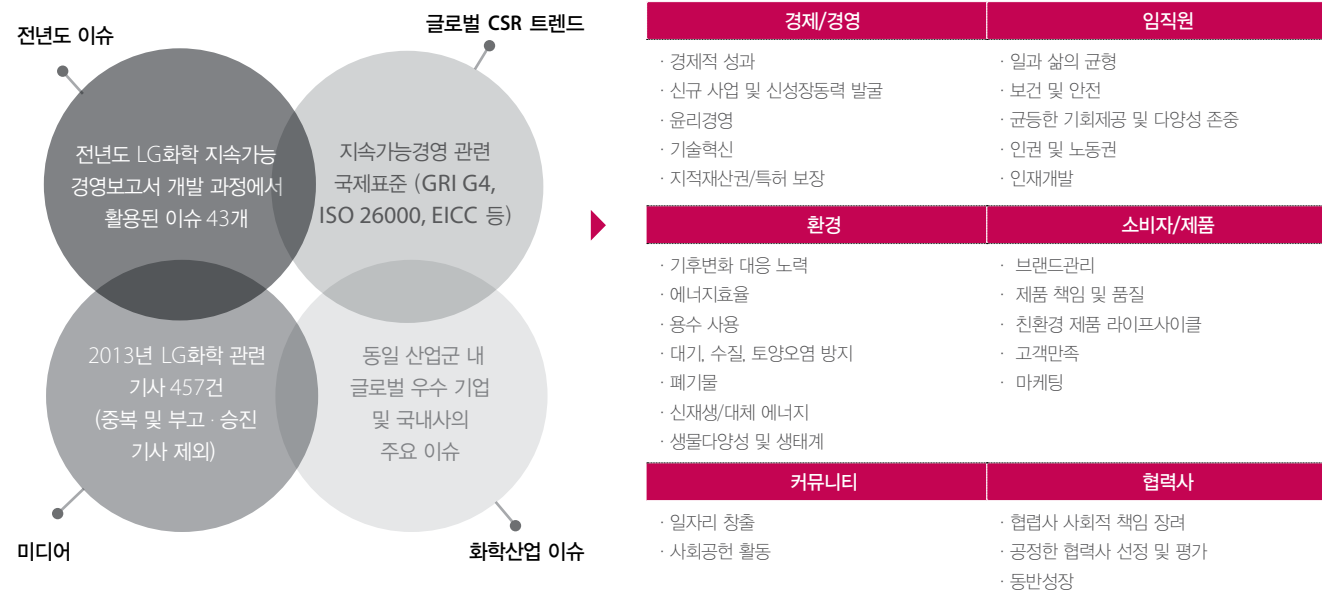 전년도 이슈
글로벌 CSR 트렌드
전년도 LG화학 지속가능
경영보고서 개발 과정에서
활용된 이슈 43개
지속가능경영 관련
국제표준 (GRI G4,
ISO 26000, EICC 등)
2013년 LG화학 관련
기사 457건
(중복 및 부고 · 승진
기사 제외)
동일 산업군 내
글로벌 우수 기업
및 국내사의
주요 이슈
미디어
화학산업 이슈
경제/경영
· 경제적 성과
· 신규 사업 및 신성장동력 발굴
· 윤리경영
· 기술혁신
· 지적재산권/특허 보장
임직원
· 일과 삶의 균형
· 보건 및 안전
· 균등한 기회제공 및 다양성 존중
· 인권 및 노동권
· 인재개발
환경
· 기후변화 대응 노력
· 에너지효율
· 용수 사용
· 대기, 수질, 토양오염 방지
· 폐기물
· 신재생/대체 에너지
· 생물다양성 및 생태계
소비자/제품
· 브랜드관리
· 제품 책임 및 품질
· 친환경 제품 라이프사이클
· 고객만족
· 마케팅
커뮤니티
· 일자리 창출
· 사회공헌 활동
협력사
· 협렵사 사회적 책임 장려
· 공정한 협력사 선정 및 평가
· 동반성장